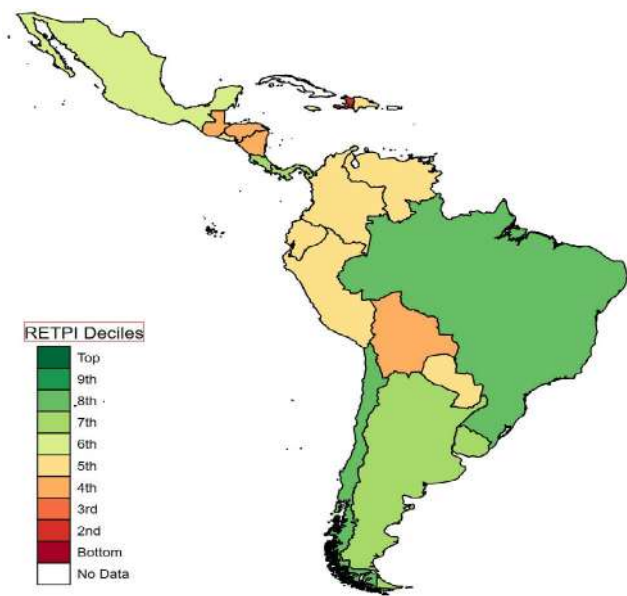 RETPI Deciles
Top
9th
8th
7th
6th
5th
4th
3rd
2nd
Bottom
No Data